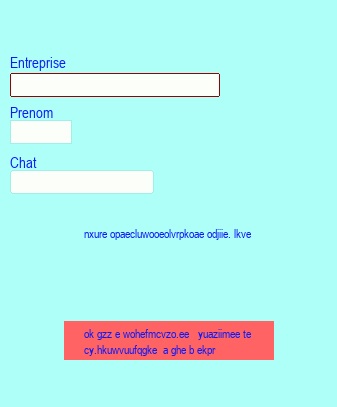 Entreprise
Prenom
Chat
nxure opaecluwooeolvrpkoae odjiie. lkve
ok gzz e wohefmcvzo.ee yuaziimee te
cy.hkuwvuufqgke a ghe b ekpr